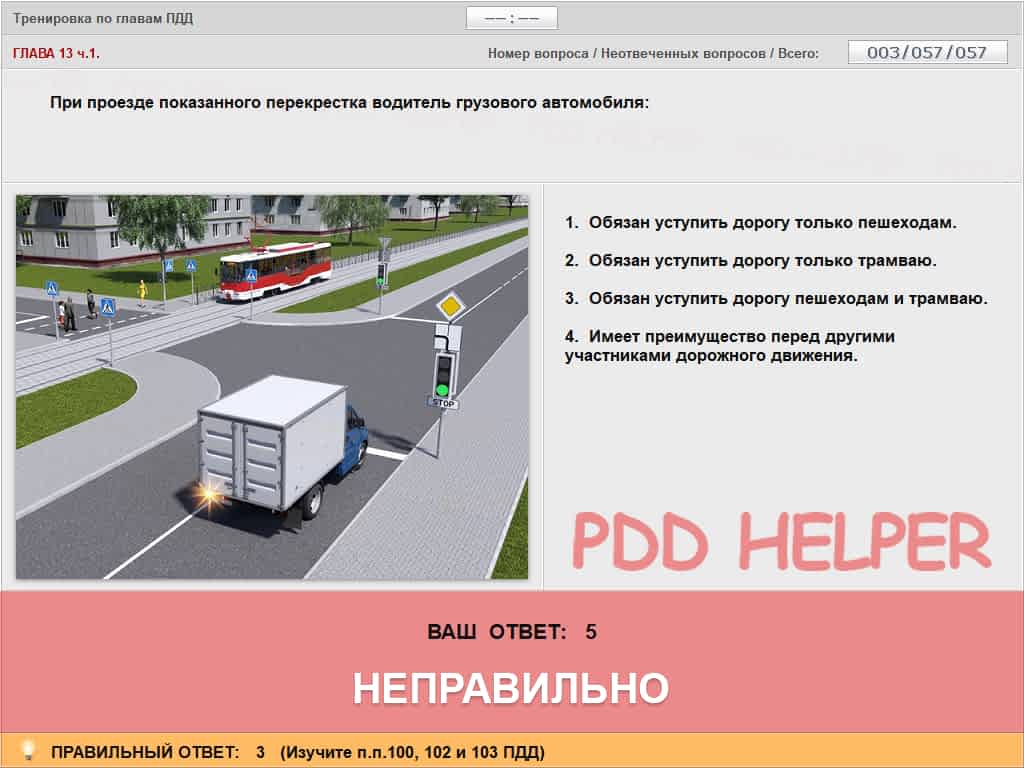 Тренировка по главам ПДД
—— : ——
ГЛАВА 13 ч.1.
Номер вопроса / Неотвеченных вопросов / Всего:
003/057/057
При проезде показанного перекрестка водитель грузового автомобиля:
1. Обязан уступить дорогу только пешеходам.
2. Обязан уступить дорогу только трамваю.
3. Обязан уступить дорогу пешеходам и трамваю.
4. Имеет преимущество перед другими
участниками дорожного движения.
STOP
PDD HELPER
ВАШ ОТВЕТ: 5
НЕПРАВИЛЬНО
ПРАВИЛЬНЫЙ ОТВЕТ: 3 (Изучите п.п.100, 102 и 103 ПДД)